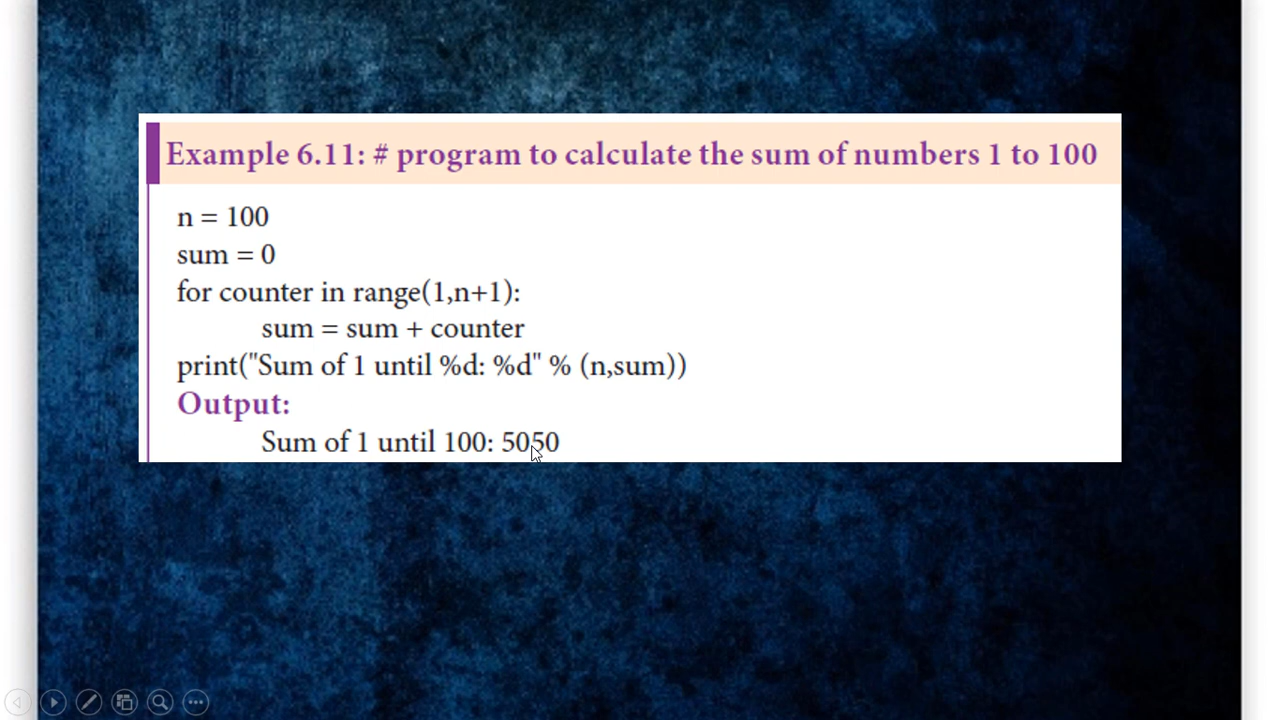 Example 6.11: # program to calculate the sum of numbers 1 to 100
n = 100
sum = 0
for counter in range(1,n+1):
sum = sum + counter
print("Sum of 1 until %d: %d" % (n,sum))
Output:
Sum of 1 until 100: 5050